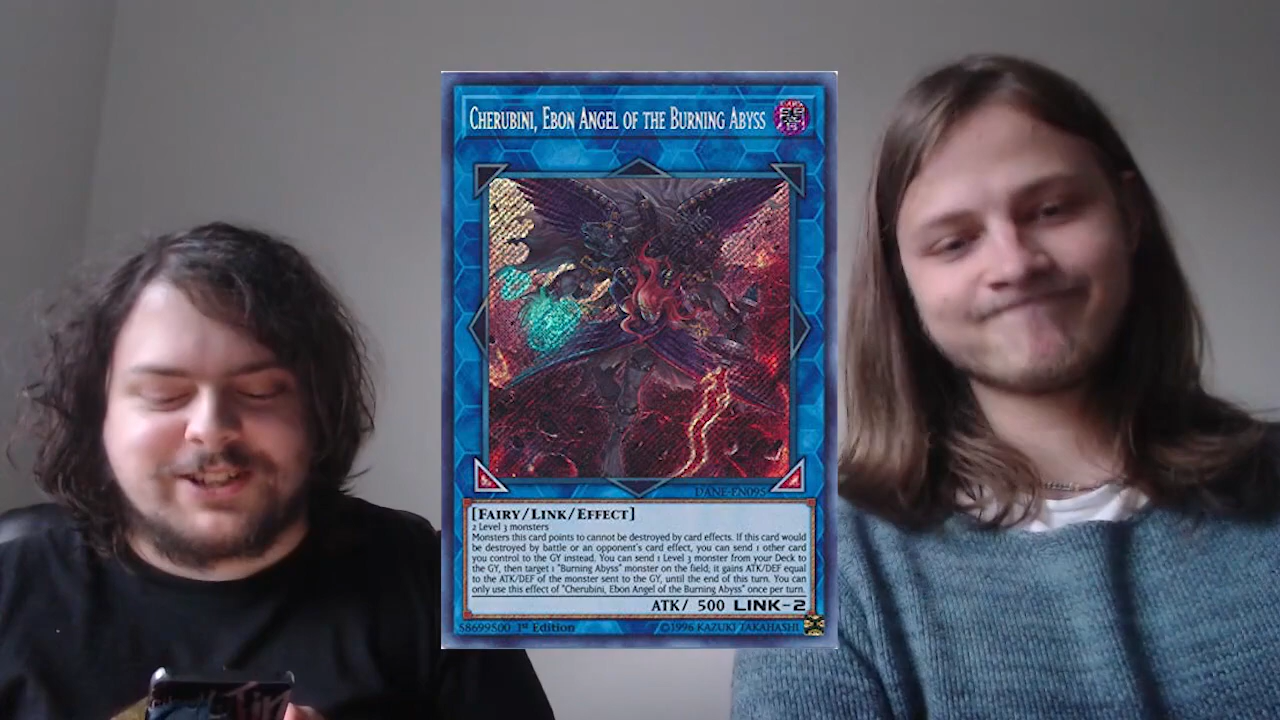 CHERUBINI, EBON ANGEL OF THE BURNING ABYSS
DANE-EN095
[FAIRY/LINK/EFFECT]
2 Level 3 monsters
Monsters this card points to cannot be destroyed by card effects. If this card would
be destroyed by battle or an opponent's card effect, you can send 1 other card
you control to the GY instead. You can send 1 Level 3 monster from your Deck to
the GY, then target 1 "Burning Abyss" monster on the field; it gains ATK/DEF equal
to the ATK/DEF of the monster sent to the GY, until the end of this turn. You can
only use this effect of "Cherubini, Ebon Angel of the Burning Abyss" once per turn.
ATK/ 500 LINK-2
58699500 1st Edition ©1996 KAZUKI TAKAHASHI